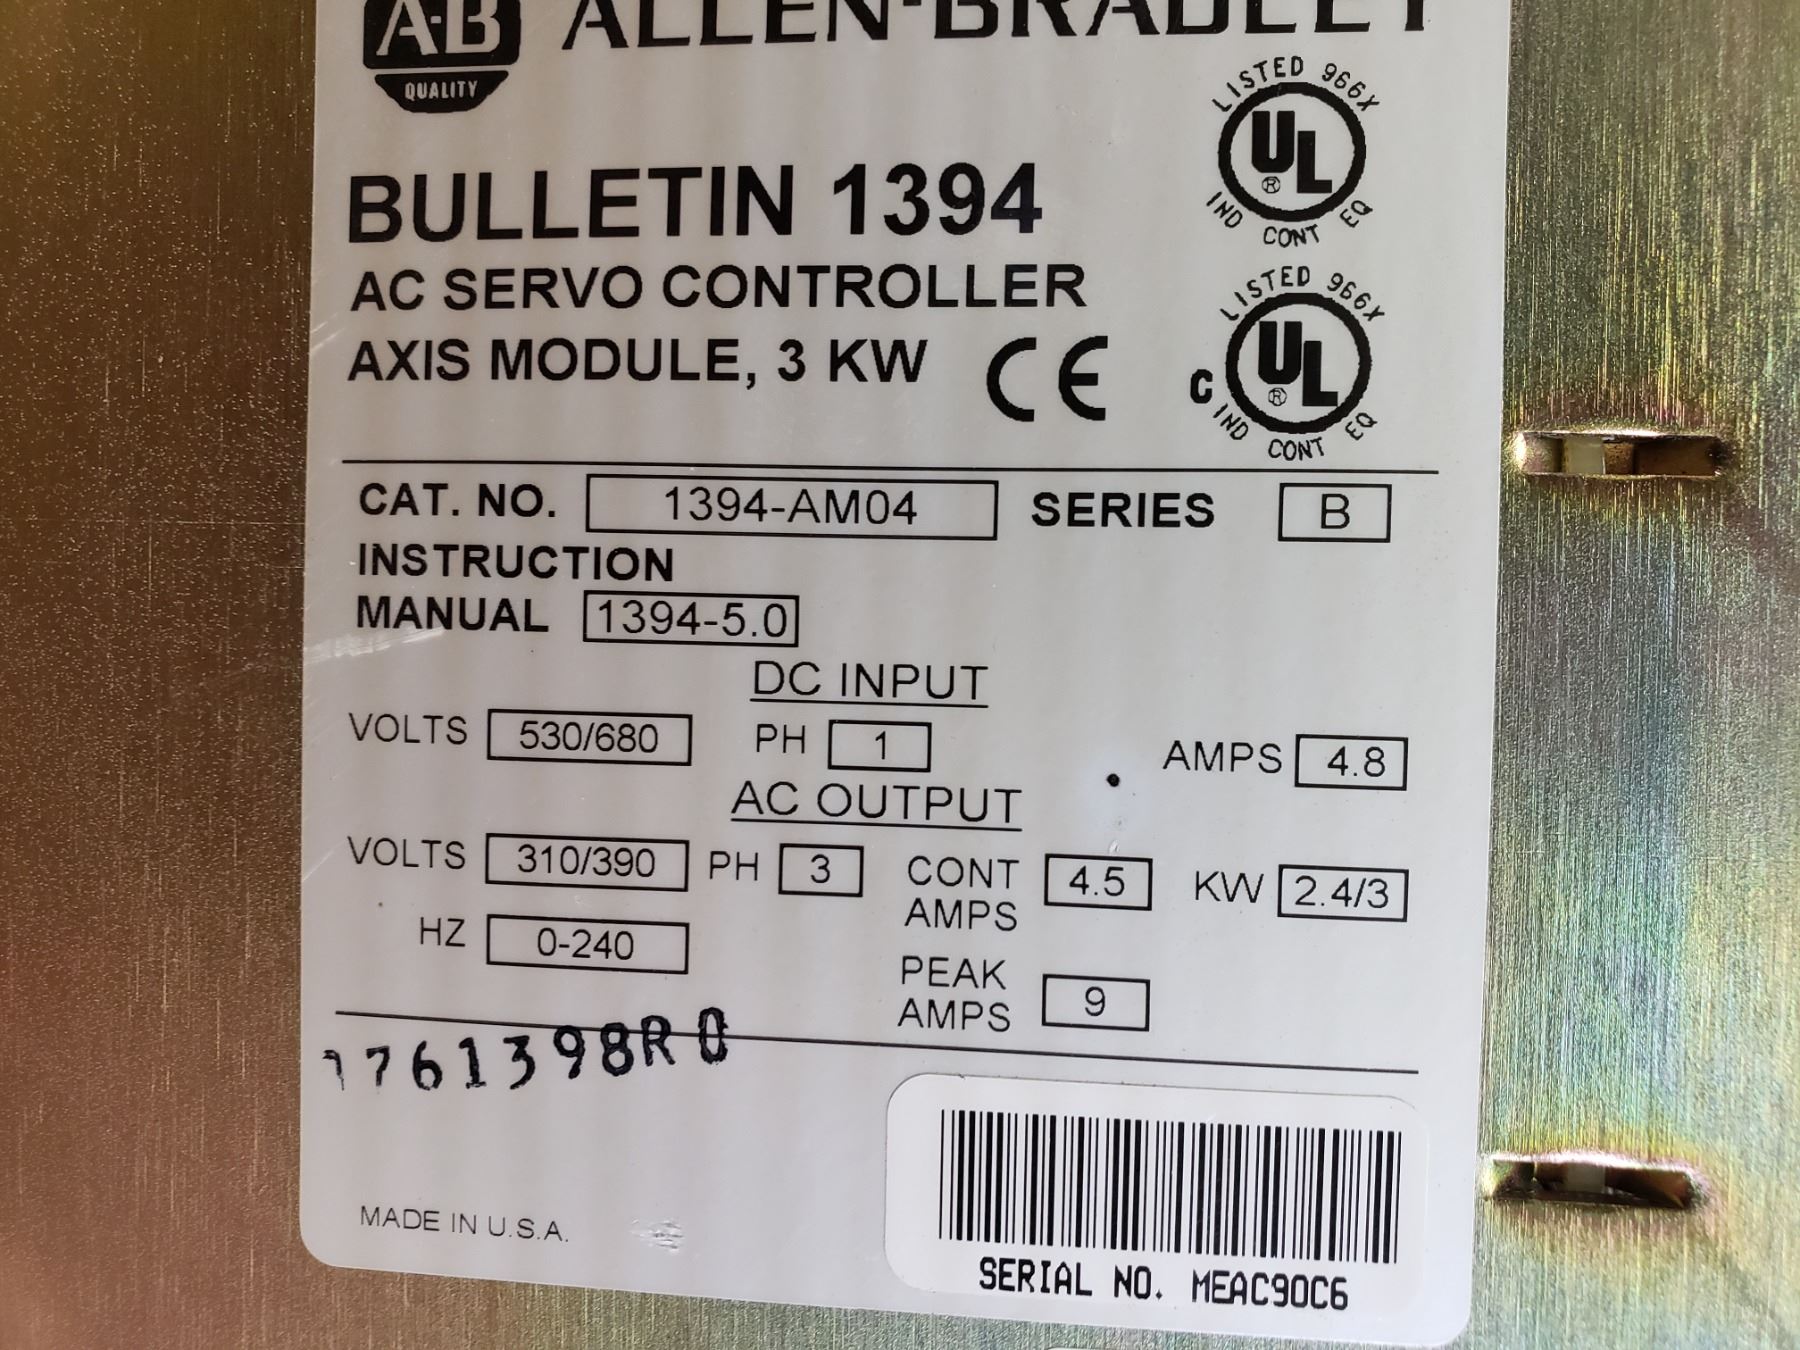 A-B ALLEN-BRADLEY
QUALITY
LISTED 966X
UL
®
IND CONT EQ
BULLETIN 1394
AC SERVO CONTROLLER
AXIS MODULE, 3 KW CE
LISTED 966X
C UL
®
IND CONT EQ
CAT. NO. 1394-AM04 SERIES B
INSTRUCTION
MANUAL 1394-5.0
DC INPUT
VOLTS 530/680 PH 1 AMPS 4.8
AC OUTPUT
VOLTS 310/390 PH 3 CONT AMPS 4.5 KW 2.4/3
HZ 0-240
PEAK AMPS 9
1761398R0
MADE IN U.S.A.
SERIAL NO. MEAC90C6